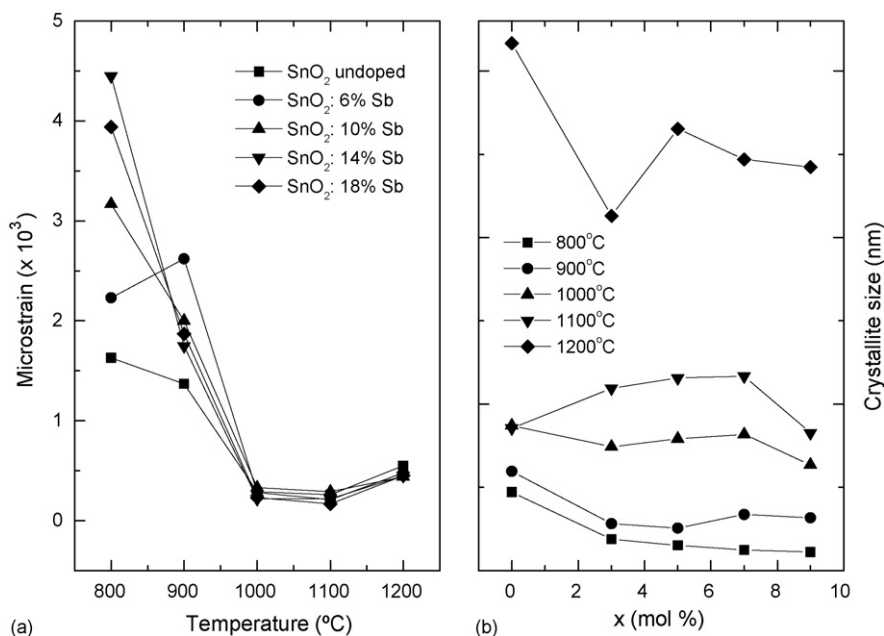 5
4
3
2
1
0
Microstrain (x 10³)
SnO₂ undoped
SnO₂: 6% Sb
SnO₂: 10% Sb
SnO₂: 14% Sb
SnO₂: 18% Sb
800 900 1000 1100 1200
Temperature (ºC)
(a)
800°C
900°C
1000°C
1100°C
1200°C
0 2 4 6 8 10
x (mol %)
(b)
Crystallite size (nm)